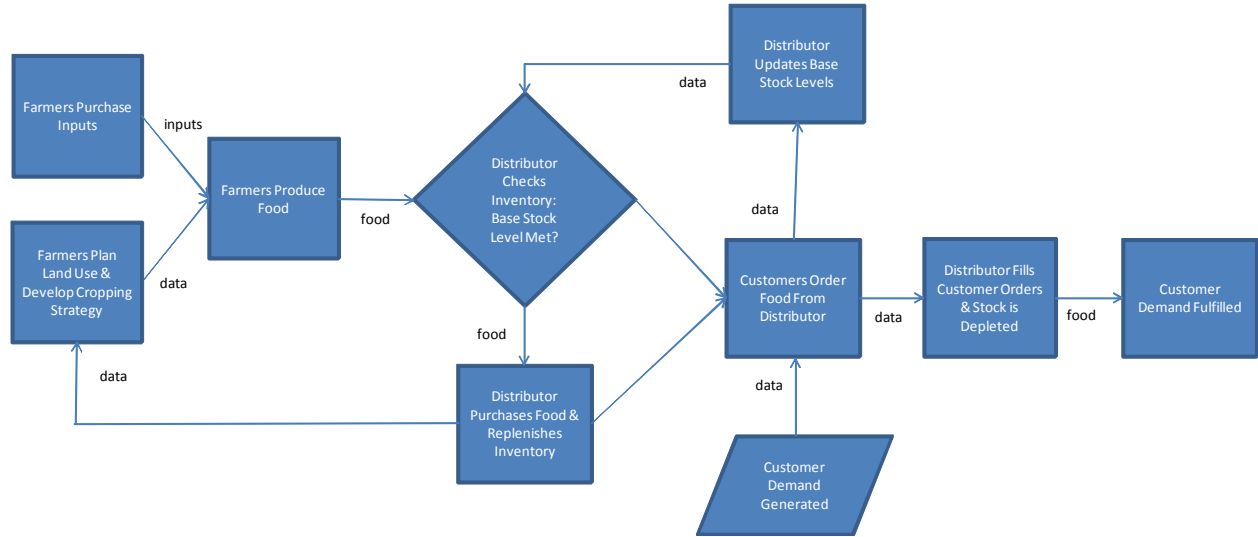 Farmers Purchase
Inputs
inputs
Farmers Plan
Land Use &
Develop Cropping
Strategy
data
Farmers Produce
Food
food
Distributor
Checks
Inventory:
Base Stock
Level Met?
data
Distributor
Updates Base
Stock Levels
data
food
Distributor
Purchases Food &
Replenishes
Inventory
data
Customers Order
Food From
Distributor
data
Customer
Demand
Generated
data
Distributor Fills
Customer Orders
& Stock is
Depleted
food
Customer
Demand Fulfilled